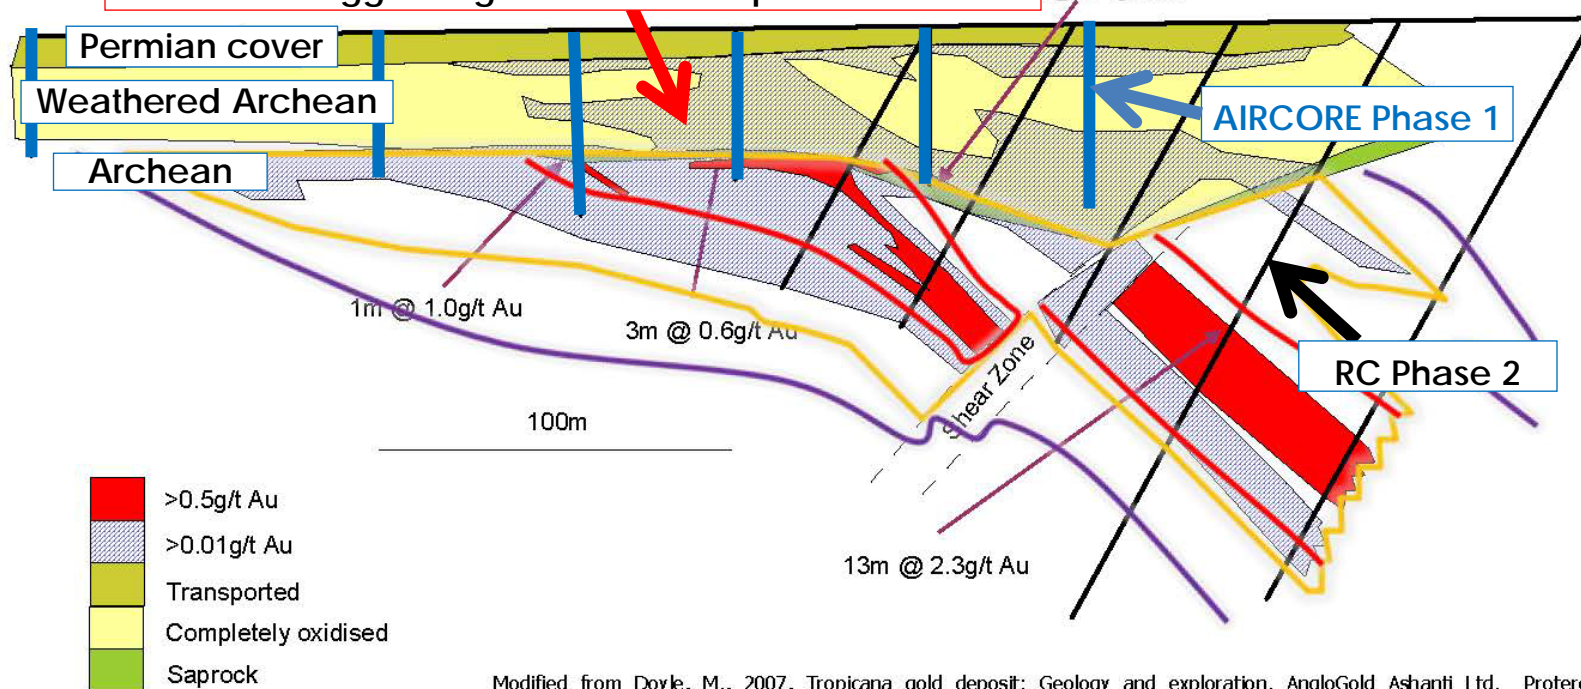 Permian cover
Weathered Archean
AIRCORE Phase 1
Archean
1m @ 1.0g/t Au
3m @ 0.6g/t Au
Shear Zone
RC Phase 2
100m
13m @ 2.3g/t Au
>0.5g/t Au
>0.01g/t Au
Transported
Completely oxidised
Saprock
Modified from Doyle, M., 2007, Tropicana gold deposit: Geology and exploration, AngloGold Ashanti Ltd.